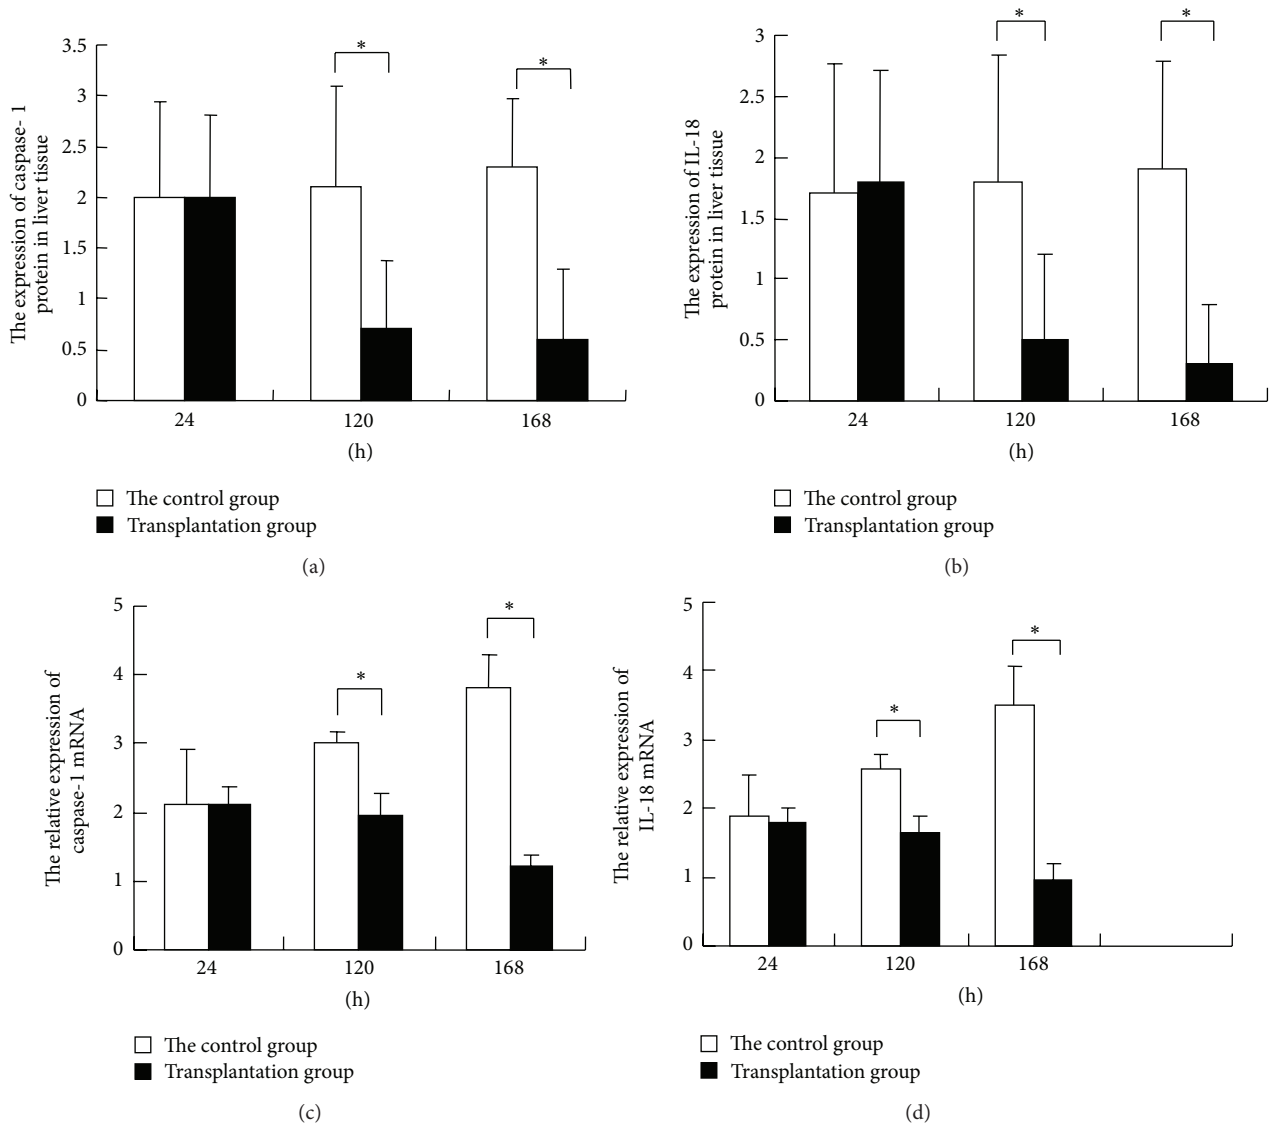 The expression of caspase- 1
protein in liver tissue
3.5
3
2.5
2
1.5
1
0.5
0
*
*
24
120
168
(h)
The control group
Transplantation group
(a)
The expression of IL-18
protein in liver tissue
3
2.5
2
1.5
1
0.5
0
*
*
24
120
168
(h)
The control group
Transplantation group
(b)
The relative expression of
caspase-1 mRNA
5
4
3
2
1
0
*
*
24
120
168
(h)
The control group
Transplantation group
(c)
The relative expression of
IL-18 mRNA
5
4
3
2
1
0
*
*
24
120
168
(h)
The control group
Transplantation group
(d)